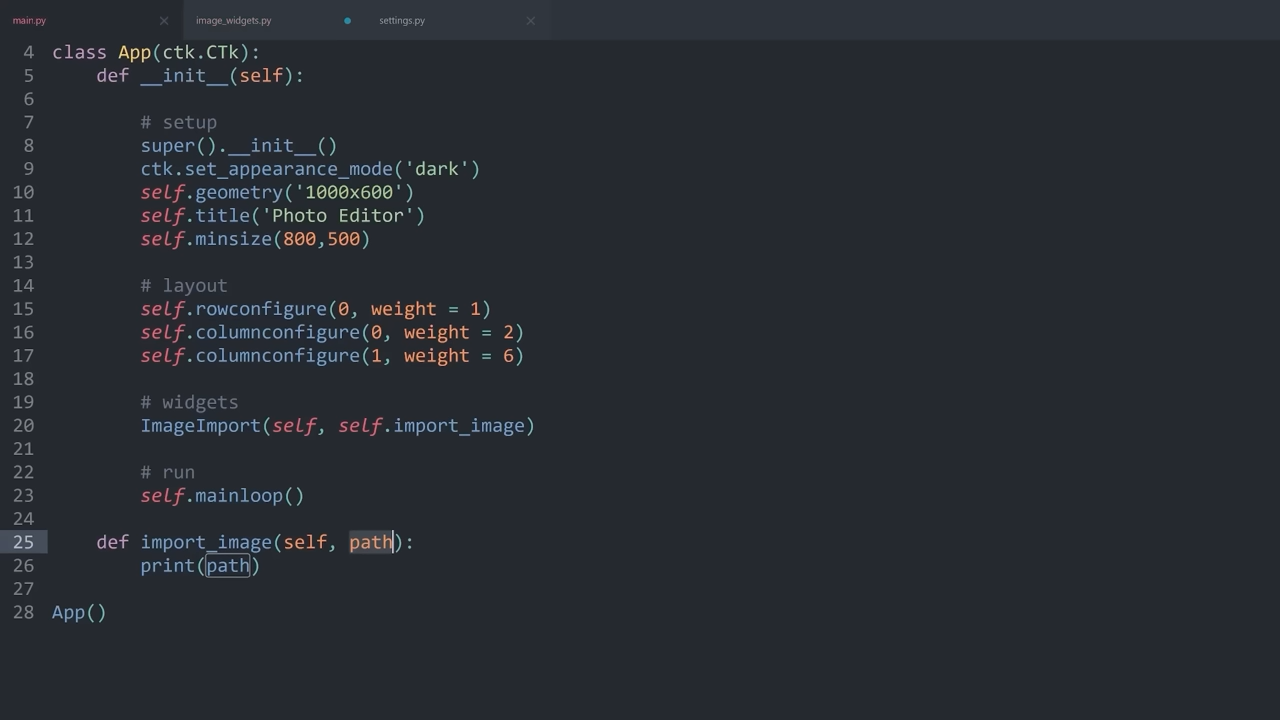 main.py image_widgets.py settings.py
4 class App(ctk.CTk):
5 def __init__(self):
6
7 # setup
8 super().__init__()
9 ctk.set_appearance_mode('dark')
10 self.geometry('1000x600')
11 self.title('Photo Editor')
12 self.minsize(800,500)
13
14 # layout
15 self.rowconfigure(0, weight = 1)
16 self.columnconfigure(0, weight = 2)
17 self.columnconfigure(1, weight = 6)
18
19 # widgets
20 ImageImport(self, self.import_image)
21
22 # run
23 self.mainloop()
24
25 def import_image(self, path):
26 print(path)
27
28 App()